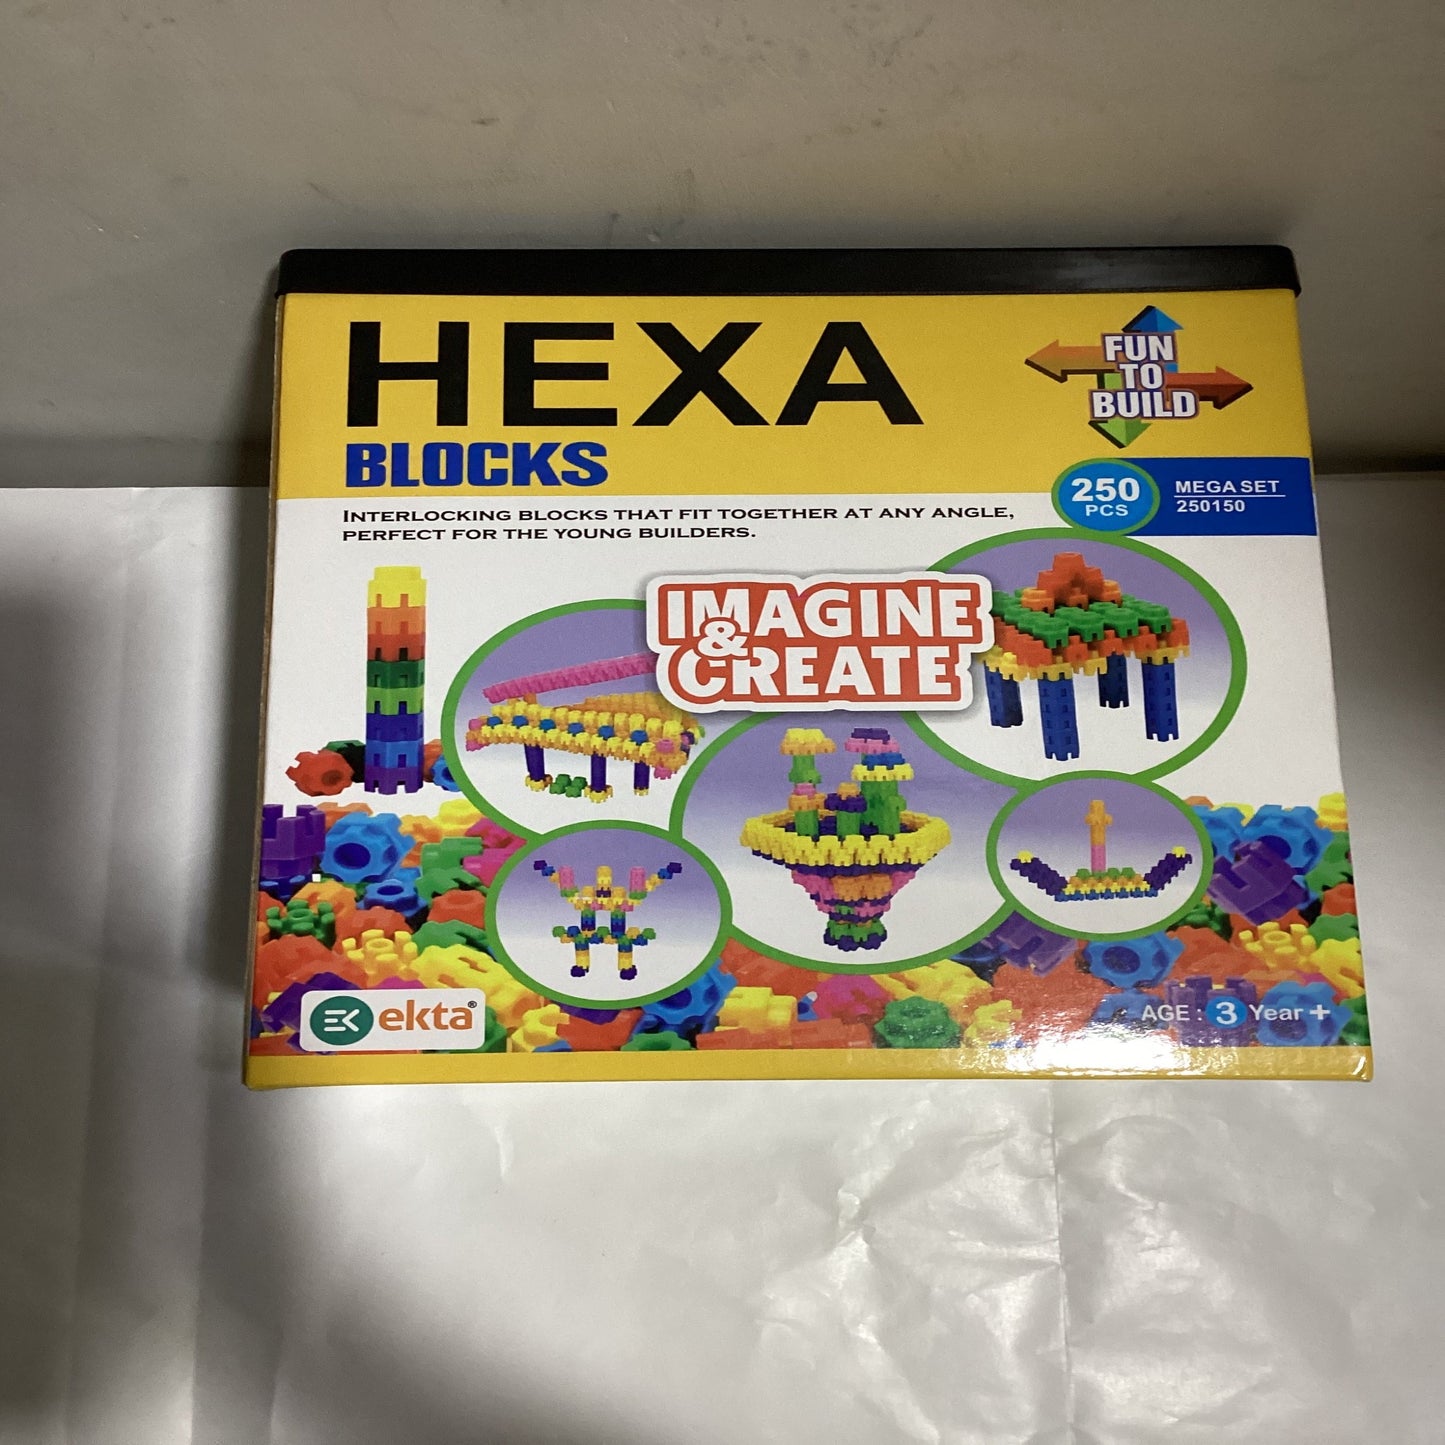 HEXA
BLOCKS
FUN
TO
BUILD
250
PCS
MEGA SET
250150
INTERLOCKING BLOCKS THAT FIT TOGETHER AT ANY ANGLE,
PERFECT FOR THE YOUNG BUILDERS.
IMAGINE
&
CREATE
EK ekta®
AGE : 3 Year +